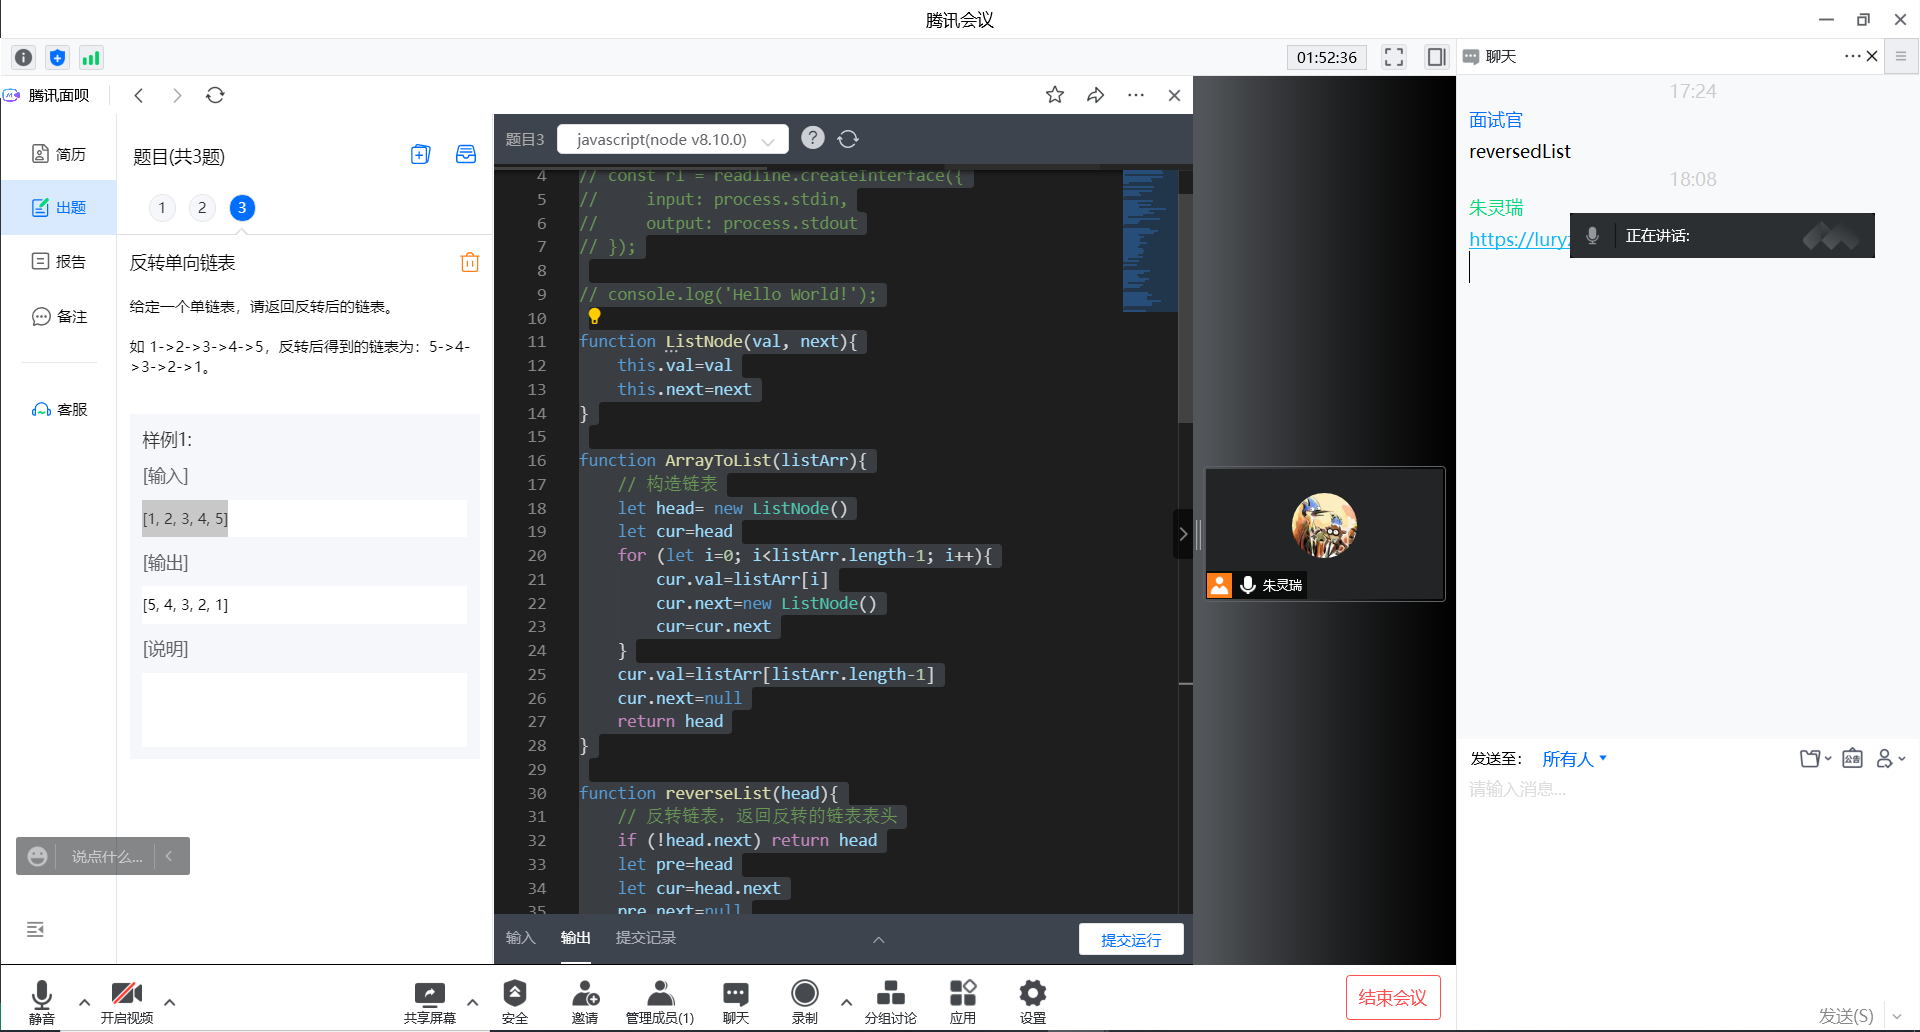 腾讯会议
01:52:36
聊天
腾讯面呗
简历
出题
报告
备注
客服
题目(共3题)
1
2
3
反转单向链表
给定一个单链表，请返回反转后的链表。
如 1->2->3->4->5，反转后得到的链表为：5->4-
>3->2->1。
样例1:
[输入]
[1, 2, 3, 4, 5]
[输出]
[5, 4, 3, 2, 1]
[说明]
题目3
javascript(node v8.10.0)
4 // const rl = readline.createInterface({
5 //     input: process.stdin,
6 //     output: process.stdout
7 // });
8
9 // console.log('Hello World!');
10
11 function ListNode(val, next){
12     this.val=val
13     this.next=next
14 }
15
16 function ArrayToList(listArr){
17     // 构造链表
18     let head= new ListNode()
19     let cur=head
20     for (let i=0; i<listArr.length-1; i++){
21         cur.val=listArr[i]
22         cur.next=new ListNode()
23         cur=cur.next
24     }
25     cur.val=listArr[listArr.length-1]
26     cur.next=null
27     return head
28 }
29
30 function reverseList(head){
31     // 反转链表，返回反转的链表表头
32     if (!head.next) return head
33     let pre=head
34     let cur=head.next
35     pre.next=null
输入
输出
提交记录
提交运行
朱灵瑞
17:24
面试官
reversedList
18:08
朱灵瑞
https://lury
正在讲话:
发送至：
所有人
公告
请输入消息...
发送(S)
说点什么...
静音
开启视频
共享屏幕
安全
邀请
管理成员(1)
聊天
录制
分组讨论
应用
设置
结束会议